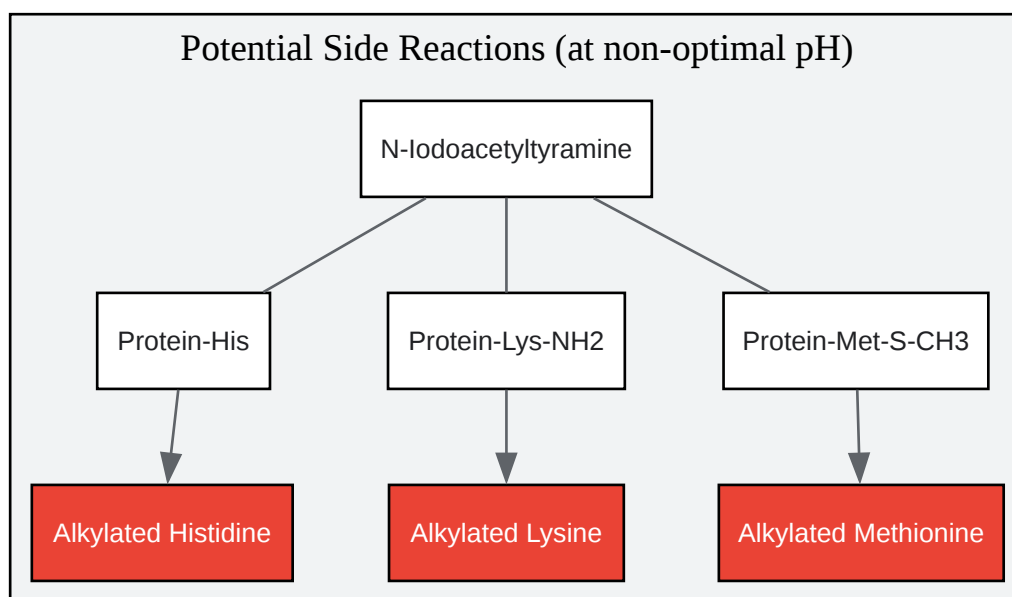 Potential Side Reactions (at non-optimal pH)
N-Iodoacetyltyramine
Protein-His
Protein-Lys-NH2
Protein-Met-S-CH3
Alkylated Histidine
Alkylated Lysine
Alkylated Methionine